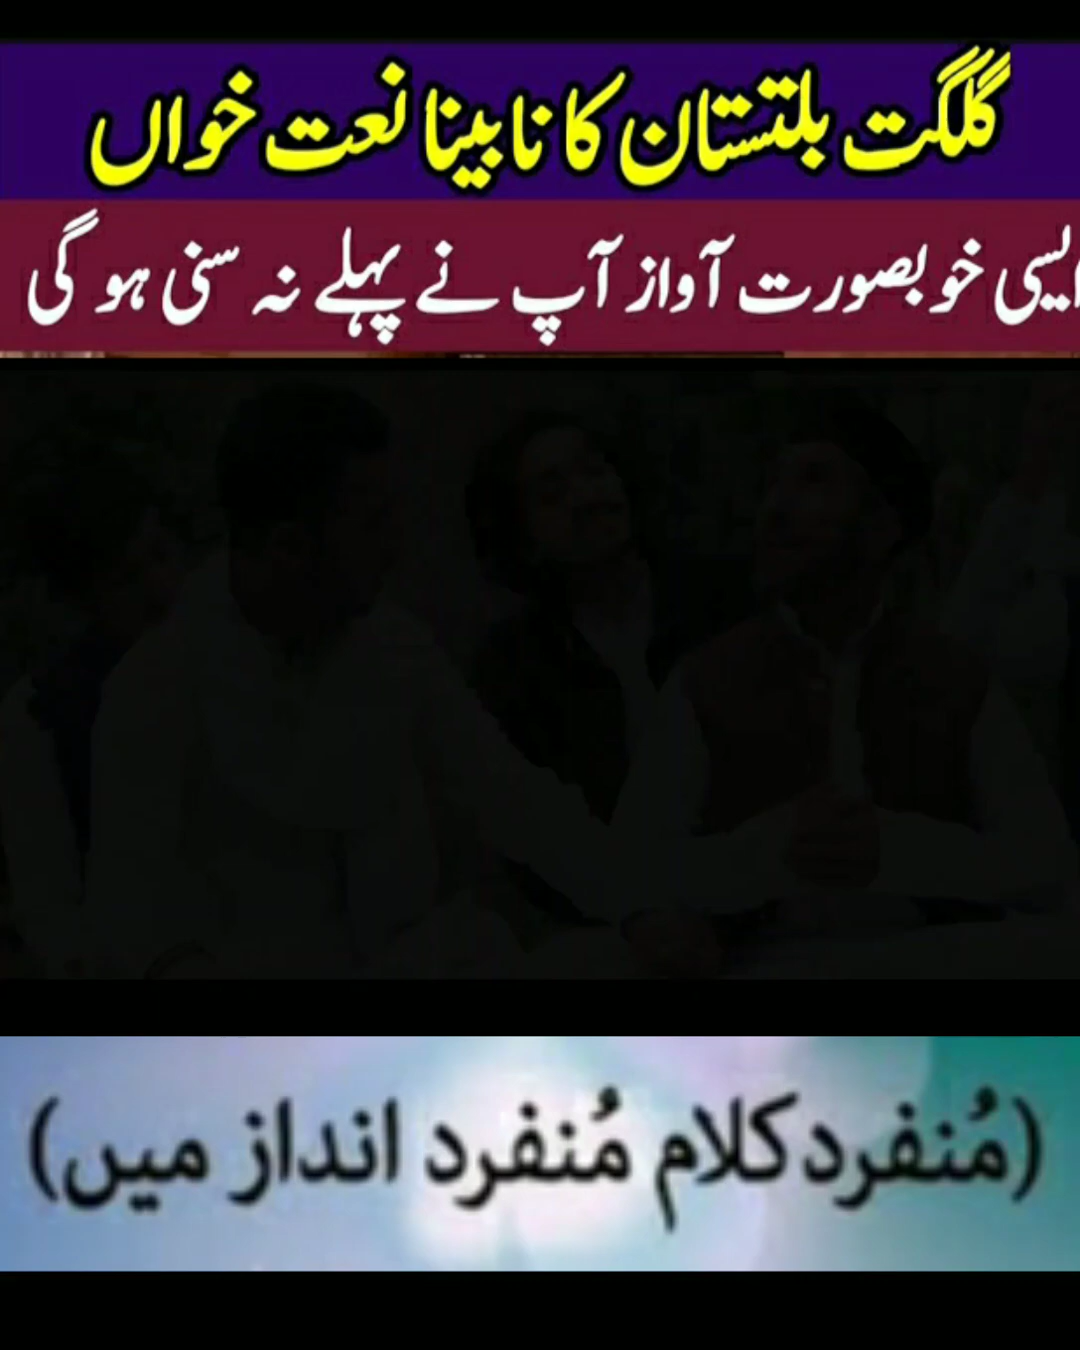 گلگت بلتستان کا نابینا نعت خواں
ایسی خوبصورت آواز آپ نے پہلے نہ سنی ہو گی
(مُنفرد کلام مُنفرد انداز میں)